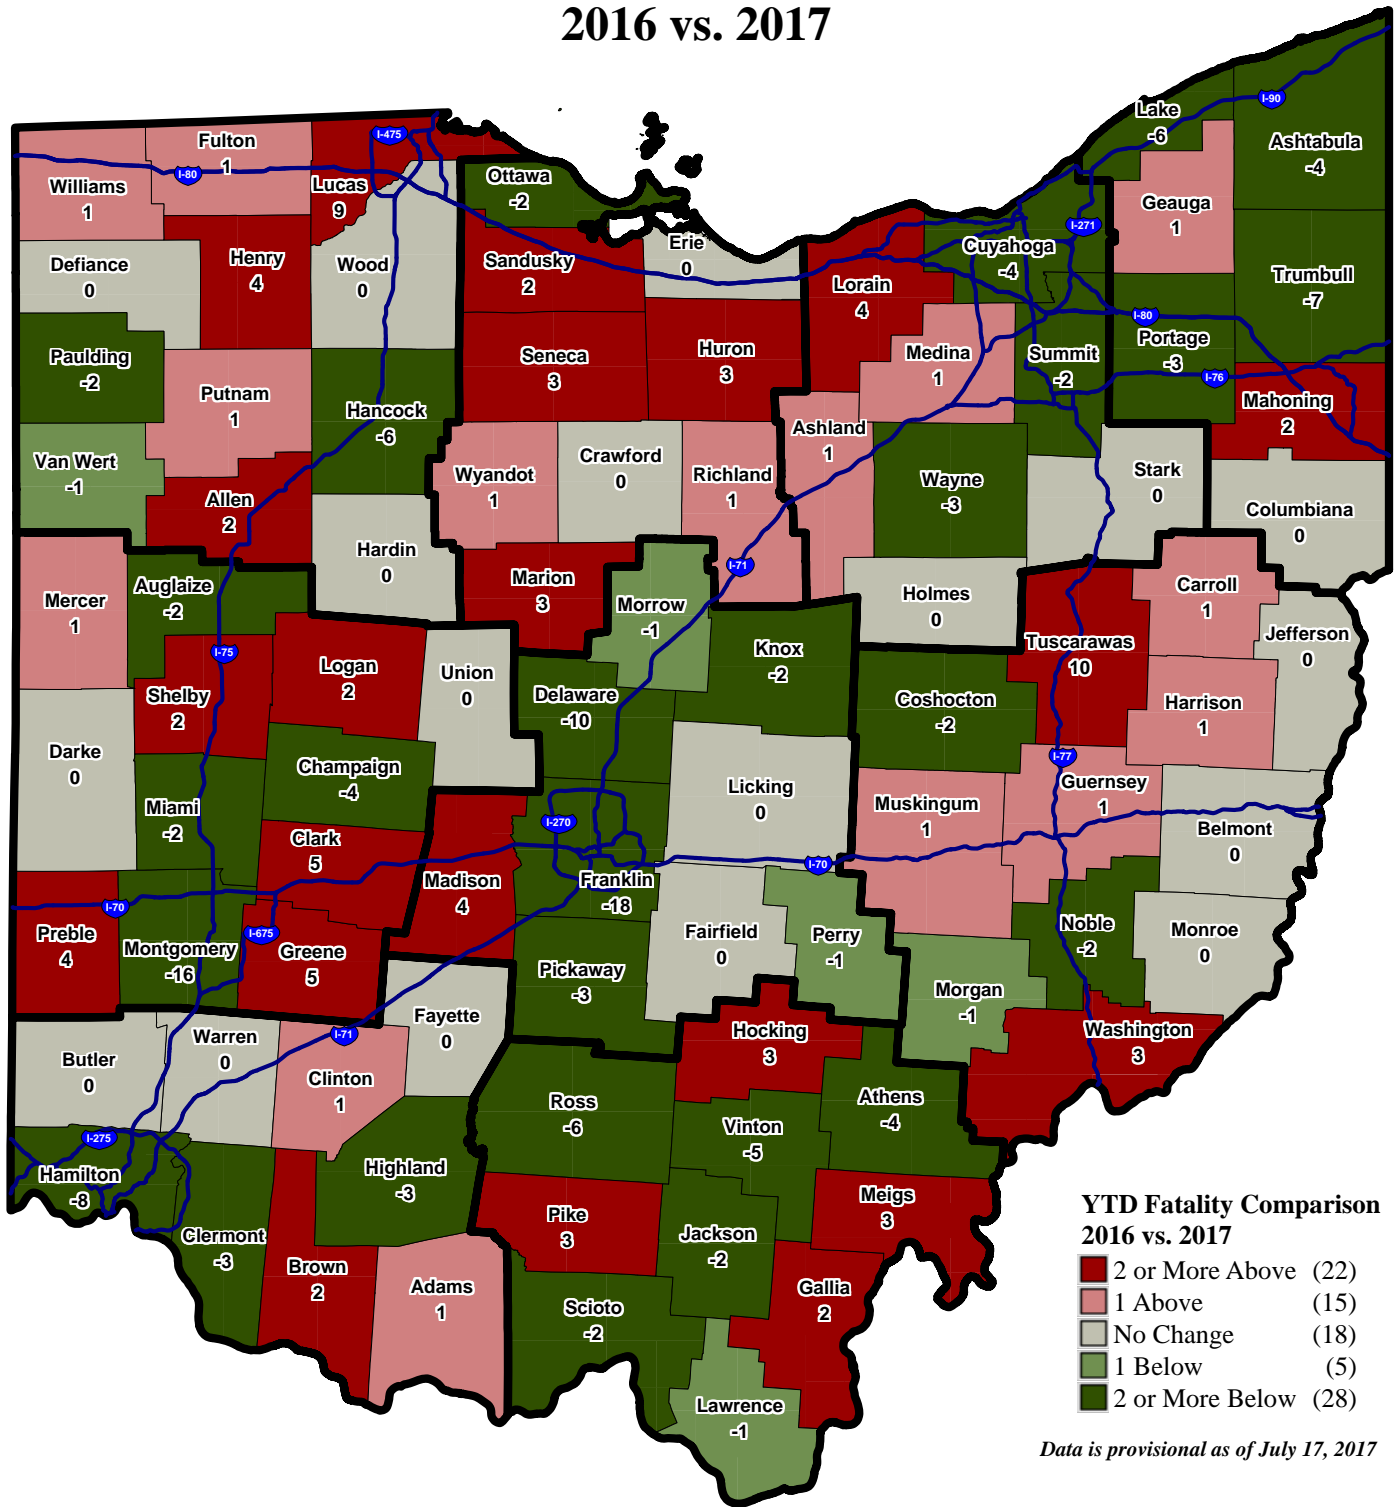 2016 vs. 2017
Lake
-6
I-90
Ashtabula
-4
I-475
Fulton
1
I-80
Williams
1
Lucas
9
Ottawa
-2
Geauga
1
I-271
Cuyahoga
-4
Erie
0
Henry
4
Defiance
0
Wood
0
Sandusky
2
Lorain
4
Trumbull
-7
I-80
Portage
-3
Paulding
-2
Seneca
3
Huron
3
Medina
1
Summit
-2
I-76
Mahoning
2
Putnam
1
Hancock
-6
Ashland
1
Van Wert
-1
Wyandot
1
Crawford
0
Richland
1
Wayne
-3
Stark
0
Columbiana
0
Allen
2
Hardin
0
I-71
Marion
3
Morrow
-1
Holmes
0
Carroll
1
Mercer
1
Auglaize
-2
Jefferson
0
Tuscarawas
10
Knox
-2
I-75
Logan
2
Union
0
Shelby
2
Delaware
-10
Coshocton
-2
Harrison
1
Darke
0
Champaign
-4
I-77
Guernsey
1
Licking
0
Muskingum
1
Miami
-2
I-270
Belmont
0
Clark
5
I-70
Madison
4
Franklin
-18
I-70
Preble
4
Montgomery
-16
I-675
Greene
5
Fairfield
0
Perry
-1
Noble
-2
Monroe
0
Pickaway
-3
Morgan
-1
Fayette
0
Hocking
3
Washington
3
I-71
Warren
0
Butler
0
Clinton
1
Ross
-6
Athens
-4
Vinton
-5
I-275
Hamilton
-8
Highland
-3
Meigs
3
Pike
3
Jackson
-2
Clermont
-3
Brown
2
Adams
1
Scioto
-2
Gallia
2
Lawrence
-1
YTD Fatality Comparison
2016 vs. 2017
2 or More Above (22)
1 Above (15)
No Change (18)
1 Below (5)
2 or More Below (28)
Data is provisional as of July 17, 2017